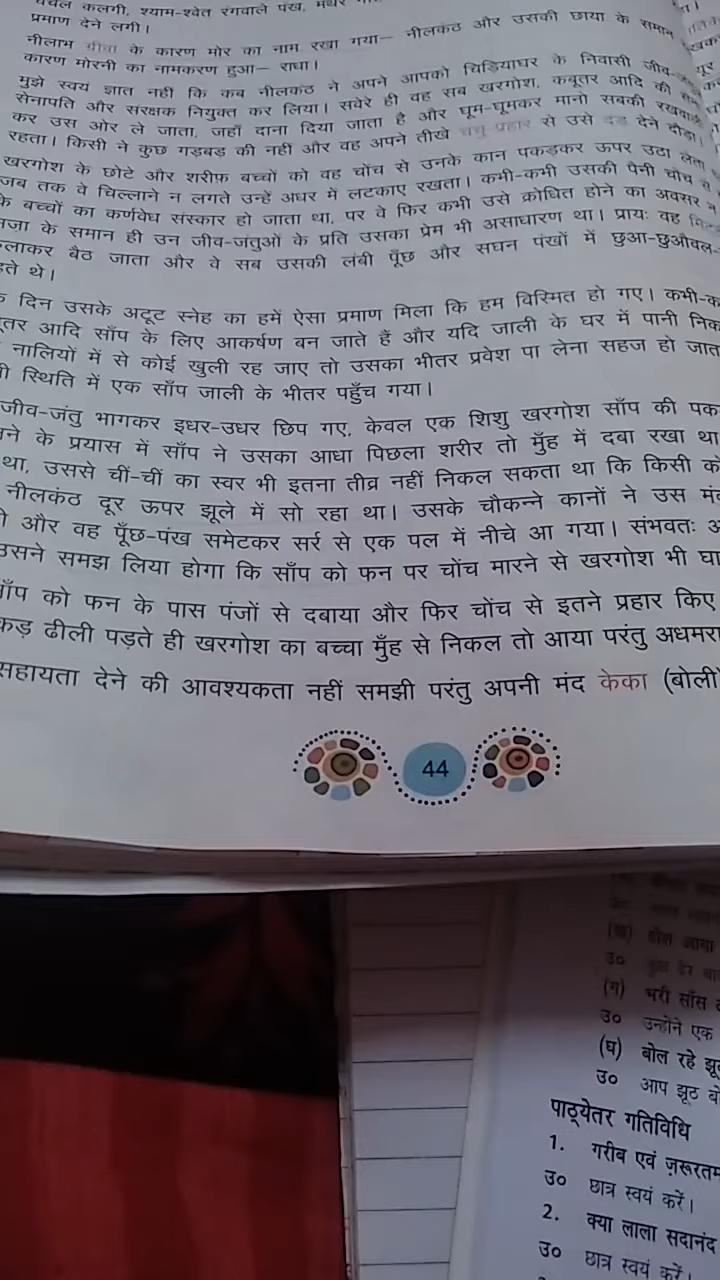 चंचल कलगी, श्याम-श्वेत रंगवाले पंख,
प्रमाण देने लगी।
नीलाभ ग्रीवा के कारण मोर का नाम रखा गया— नीलकंठ और उसकी छाया के समान
कारण मोरनी का नामकरण हुआ— राधा।
मुझे स्वयं ज्ञात नहीं कि कब नीलकंठ ने अपने आपको चिड़ियाघर के निवासी जीव-
सेनापति और संरक्षक नियुक्त कर लिया। सवेरे ही वह सब खरगोश, कबूतर आदि की
कर उस ओर ले जाता, जहाँ दाना दिया जाता है और घूम-घूमकर मानो सबकी रखवाली
रहता। किसी ने कुछ गड़बड़ की नहीं और वह अपने तीखे चंचु प्रहार से उसे दंड देने दौड़ा।
खरगोश के छोटे और शरीफ बच्चों को वह चोंच से उनके कान पकड़कर ऊपर उठा लेता
जब तक वे चिल्लाने न लगते उन्हें अधर में लटकाए रखता। कभी-कभी उसकी पैनी चोंच से
के बच्चों का कर्णवेध संस्कार हो जाता था, पर वे फिर कभी उसे क्रोधित होने का अवसर न
के समान ही उन जीव-जंतुओं के प्रति उसका प्रेम भी असाधारण था। प्रायः वह
लाकर बैठ जाता और वे सब उसकी लंबी पूँछ और सघन पंखों में छुआ-छुऔवल-
ते थे।
क दिन उसके अटूट स्नेह का हमें ऐसा प्रमाण मिला कि हम विस्मित हो गए। कभी-क
तर आदि साँप के लिए आकर्षण बन जाते हैं और यदि जाली के घर में पानी निक
नालियों में से कोई खुली रह जाए तो उसका भीतर प्रवेश पा लेना सहज हो जात
ी स्थिति में एक साँप जाली के भीतर पहुँच गया।
जीव-जंतु भागकर इधर-उधर छिप गए, केवल एक शिशु खरगोश साँप की पक
ने के प्रयास में साँप ने उसका आधा पिछला शरीर तो मुँह में दबा रखा था
था, उससे चीं-चीं का स्वर भी इतना तीव्र नहीं निकल सकता था कि किसी क
नीलकंठ दूर ऊपर झूले में सो रहा था। उसके चौकन्ने कानों ने उस मं
और वह पूँछ-पंख समेटकर सर्र से एक पल में नीचे आ गया। संभवतः अ
उसने समझ लिया होगा कि साँप को फन पर चोंच मारने से खरगोश भी घा
साँप को फन के पास पंजों से दबाया और फिर चोंच से इतने प्रहार किए
कड़ ढीली पड़ते ही खरगोश का बच्चा मुँह से निकल तो आया परंतु अधमरा
सहायता देने की आवश्यकता नहीं समझी परंतु अपनी मंद केका (बोली
44
(ख)
उ०
(ग) भरी साँस
उ० उन्होंने एक
(घ) बोल रहे झू
उ० आप झूठ बो
पाठ्येतर गतिविधि
1. गरीब एवं ज़रूरतम
उ० छात्र स्वयं करें।
2. क्या लाला सदानंद
उ० छात्र स्वयं करें।